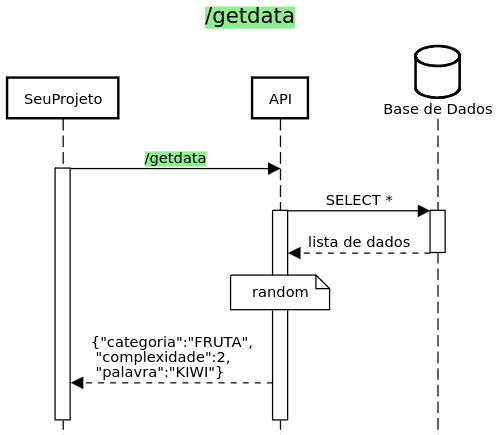 /getdata
SeuProjeto
API
Base de Dados
/getdata
SELECT *
lista de dados
random
{"categoria":"FRUTA",
"complexidade":2,
"palavra":"KIWI"}